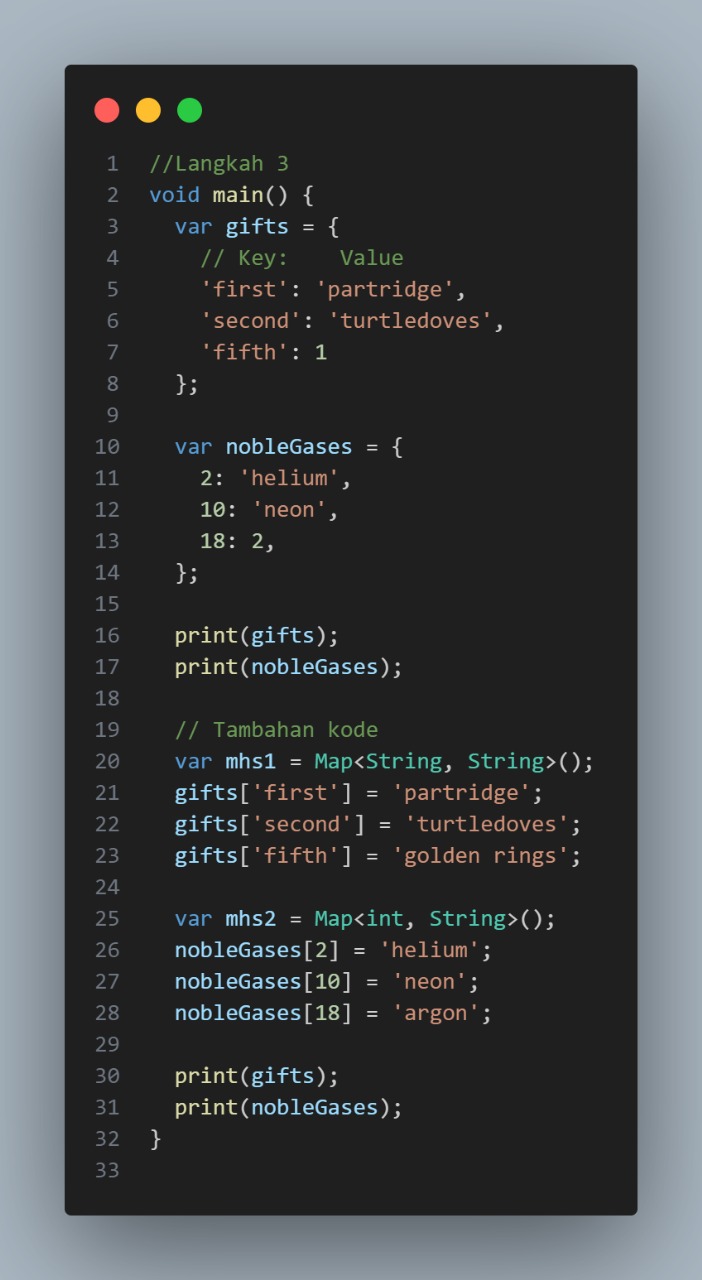 1 //Langkah 3
2 void main() {
3   var gifts = {
4     // Key:    Value
5     'first': 'partridge',
6     'second': 'turtledoves',
7     'fifth': 1
8   };
9
10   var nobleGases = {
11     2: 'helium',
12     10: 'neon',
13     18: 2,
14   };
15
16   print(gifts);
17   print(nobleGases);
18
19   // Tambahan kode
20   var mhs1 = Map<String, String>();
21   gifts['first'] = 'partridge';
22   gifts['second'] = 'turtledoves';
23   gifts['fifth'] = 'golden rings';
24
25   var mhs2 = Map<int, String>();
26   nobleGases[2] = 'helium';
27   nobleGases[10] = 'neon';
28   nobleGases[18] = 'argon';
29
30   print(gifts);
31   print(nobleGases);
32 }
33